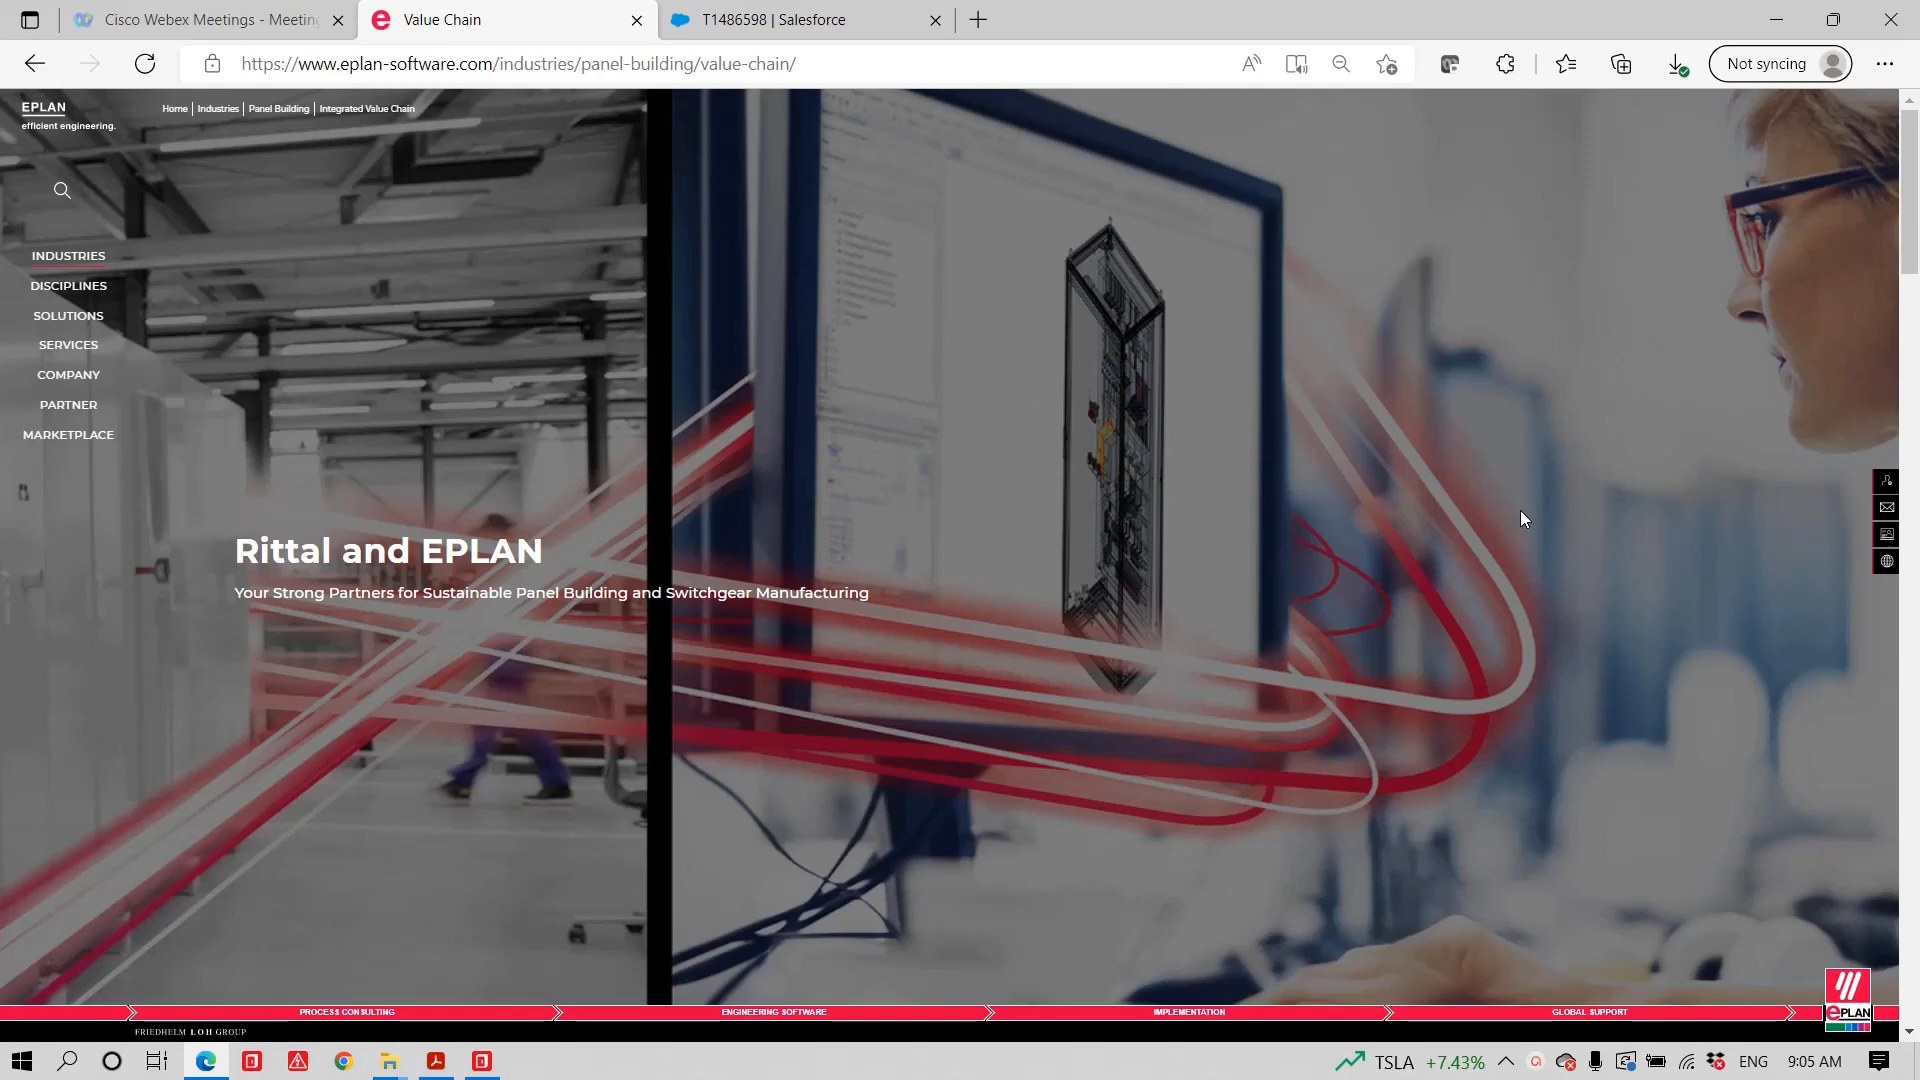 Cisco Webex Meetings - Meeting
Value Chain
T1486598 | Salesforce
https://www.eplan-software.com/industries/panel-building/value-chain/
Not syncing
EPLAN
efficient engineering.
Home | Industries | Panel Building | Integrated Value Chain
INDUSTRIES
DISCIPLINES
SOLUTIONS
SERVICES
COMPANY
PARTNER
MARKETPLACE
Rittal and EPLAN
Your Strong Partners for Sustainable Panel Building and Switchgear Manufacturing
PROCESS CONSULTING
ENGINEERING SOFTWARE
IMPLEMENTATION
GLOBAL SUPPORT
ePLAN
FRIEDHELM LOH GROUP
TSLA +7.43%
ENG
9:05 AM